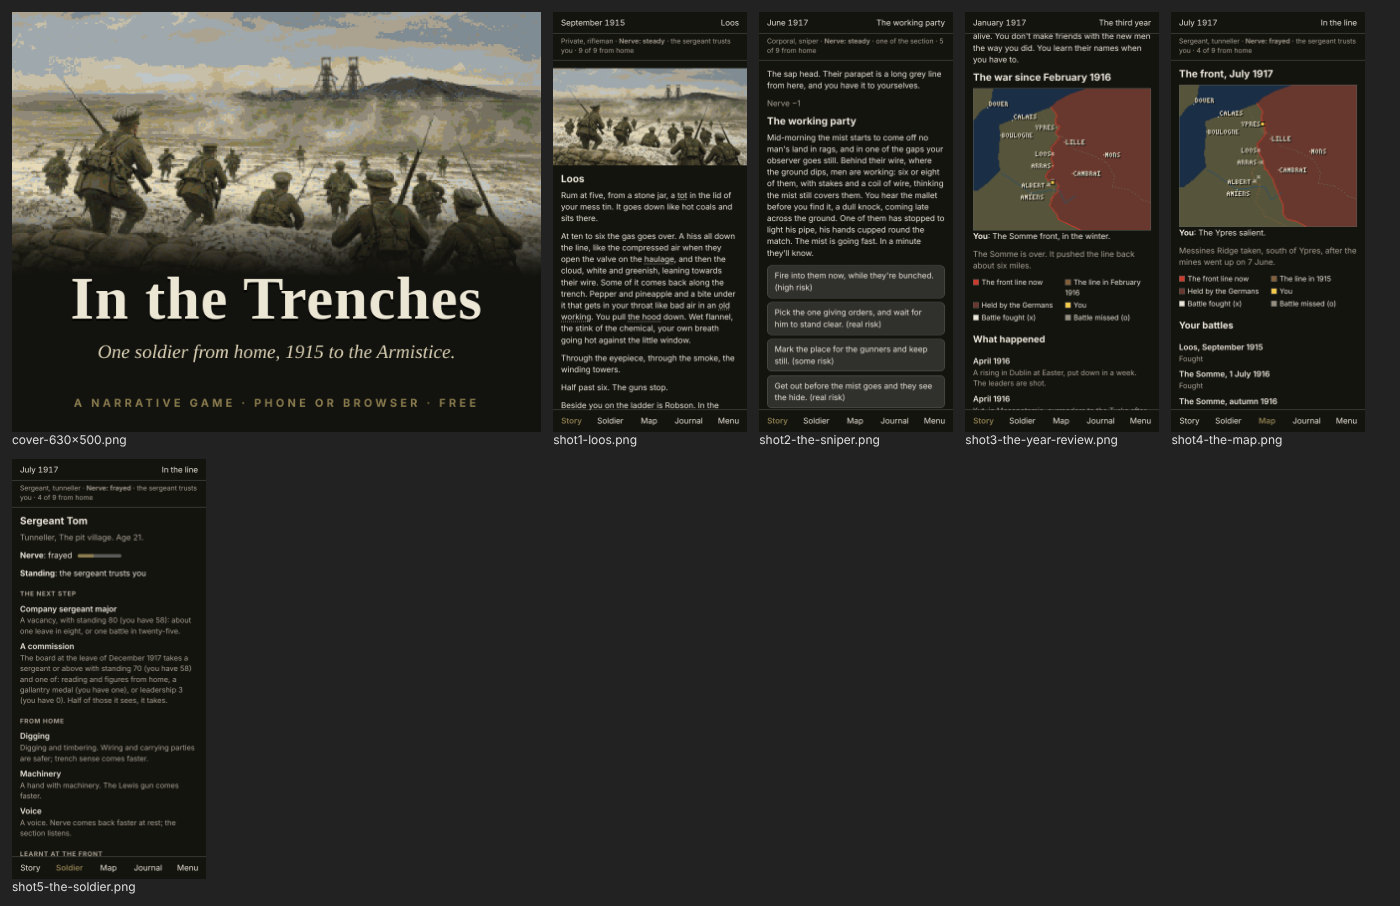 In the Trenches
One soldier from home, 1915 to the Armistice.
A NARRATIVE GAME · PHONE OR BROWSER · FREE
cover-630×500.png
September 1915
Loos
Private, rifleman · Nerve: steady · the sergeant trusts
you · 9 of 9 from home
Loos
Rum at five, from a stone jar, a tot in the lid of
your mess tin. It goes down like hot coals and
sits there.
At ten to six the gas goes over. A hiss all down
the line, like the compressed air when they
open the valve on the haulage, and then the
cloud, white and greenish, leaning towards
their wire. Some of it comes back along the
trench. Pepper and pineapple and a bite under
it that gets in your throat like bad air in an old
working. You pull the hood down. Wet flannel,
the stink of the chemical, your own breath
going hot against the little window.
Through the eyepiece, through the smoke, the
winding towers.
Half past six. The guns stop.
Beside you on the ladder is Robson. In the
Story
Soldier
Map
Journal
Menu
shot1-loos.png
June 1917
The working party
Corporal, sniper · Nerve: steady · one of the section · 5
of 9 from home
The sap head. Their parapet is a long grey line
from here, and you have it to yourselves.
Nerve −1
The working party
Mid-morning the mist starts to come off no
man's land in rags, and in one of the gaps your
observer goes still. Behind their wire, where
the ground dips, men are working: six or eight
of them, with stakes and a coil of wire, thinking
the mist still covers them. You hear the mallet
before you find it, a dull knock, coming late
across the ground. One of them has stopped to
light his pipe, his hands cupped round the
match. The mist is going fast. In a minute
they'll know.
Fire into them now, while they're bunched.
(high risk)
Pick the one giving orders, and wait for
him to stand clear. (real risk)
Mark the place for the gunners and keep
still. (some risk)
Get out before the mist goes and they see
the hide. (real risk)
Story
Soldier
Map
Journal
Menu
shot2-the-sniper.png
January 1917
The third year
alive. You don't make friends with the new men
the way you did. You learn their names when
you have to.
The war since February 1916
DOVER
CALAIS
YPRES
BOULOGNE
LILLE
LOOS
MONS
ARRAS
CAMBRAI
ALBERT
AMIENS
You: The Somme front, in the winter.
The Somme is over. It pushed the line back
about six miles.
The front line now
The line in February
1916
Held by the Germans
You
Battle fought (x)
Battle missed (o)
What happened
April 1916
A rising in Dublin at Easter, put down in a week.
The leaders are shot.
April 1916
Story
Soldier
Map
Journal
Menu
shot3-the-year-review.png
July 1917
In the line
Sergeant, tunneller · Nerve: frayed · the sergeant trusts
you · 4 of 9 from home
The front, July 1917
DOVER
CALAIS
YPRES
BOULOGNE
LILLE
LOOS
MONS
ARRAS
CAMBRAI
ALBERT
AMIENS
You: The Ypres salient.
Messines Ridge taken, south of Ypres, after the
mines went up on 7 June.
The front line now
The line in 1915
Held by the Germans
You
Battle fought (x)
Battle missed (o)
Your battles
Loos, September 1915
Fought
The Somme, 1 July 1916
Fought
The Somme, autumn 1916
Story
Soldier
Map
Journal
Menu
shot4-the-map.png
July 1917
In the line
Sergeant, tunneller · Nerve: frayed · the sergeant trusts
you · 4 of 9 from home
Sergeant Tom
Tunneller, The pit village. Age 21.
Nerve: frayed
Standing: the sergeant trusts you
THE NEXT STEP
Company sergeant major
A vacancy, with standing 80 (you have 58): about
one leave in eight, or one battle in twenty-five.
A commission
The board at the leave of December 1917 takes a
sergeant or above with standing 70 (you have 58)
and one of: reading and figures from home, a
gallantry medal (you have one), or leadership 3
(you have 0). Half of those it sees, it takes.
FROM HOME
Digging
Digging and timbering. Wiring and carrying parties
are safer; trench sense comes faster.
Machinery
A hand with machinery. The Lewis gun comes
faster.
Voice
A voice. Nerve comes back faster at rest; the
section listens.
LEARNT AT THE FRONT
Story
Soldier
Map
Journal
Menu
shot5-the-soldier.png